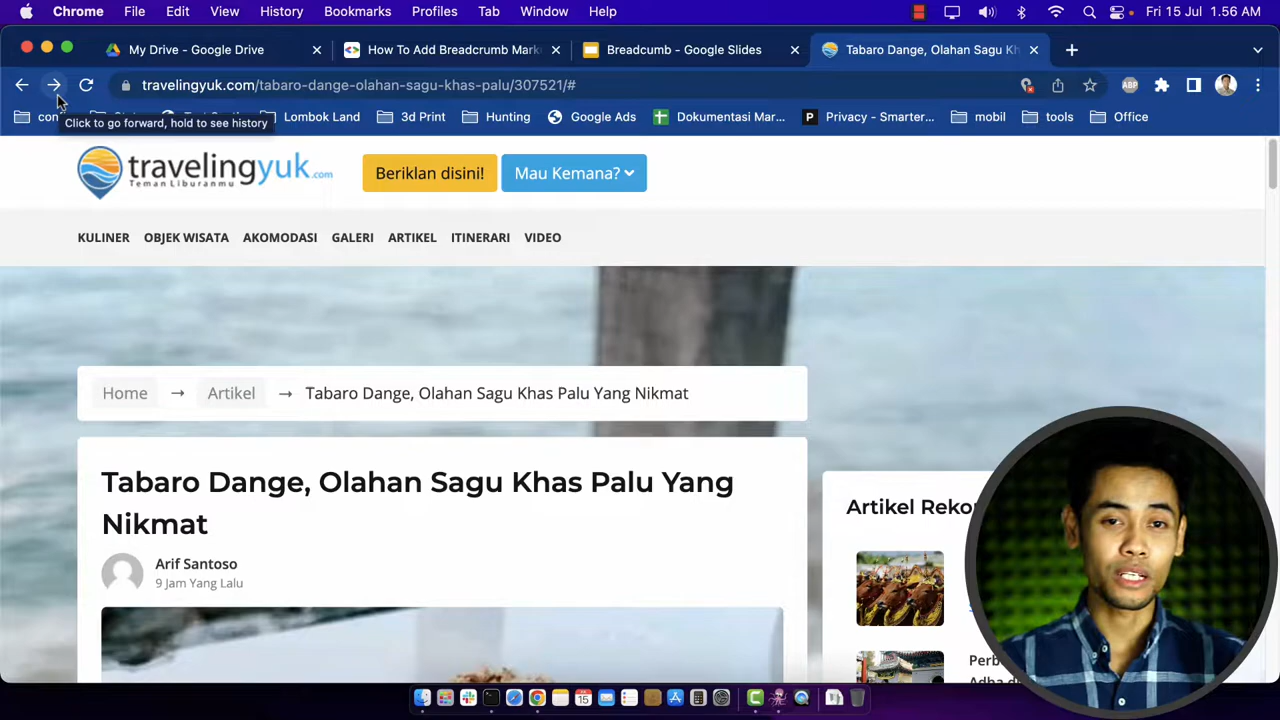 Chrome File Edit View History Bookmarks Profiles Tab Window Help Fri 15 Jul 1.56 AM
My Drive - Google Drive How To Add Breadcrumb Mark Breadcumb - Google Slides Tabaro Dange, Olahan Sagu Kh
travelingyuk.com/tabaro-dange-olahan-sagu-khas-palu/307521/# ABP
Lombok Land 3d Print Hunting Google Ads Dokumentasi Mar... Privacy - Smarter... mobil tools Office
Click to go forward, hold to see history
travelingyuk.com Beriklan disini! Mau Kemana?
Teman Liburanmu
KULINER OBJEK WISATA AKOMODASI GALERI ARTIKEL ITINERARI VIDEO
Home → Artikel → Tabaro Dange, Olahan Sagu Khas Palu Yang Nikmat
Tabaro Dange, Olahan Sagu Khas Palu Yang
Nikmat
Artikel Reko
Arif Santoso
9 Jam Yang Lalu
Perb
Adha d